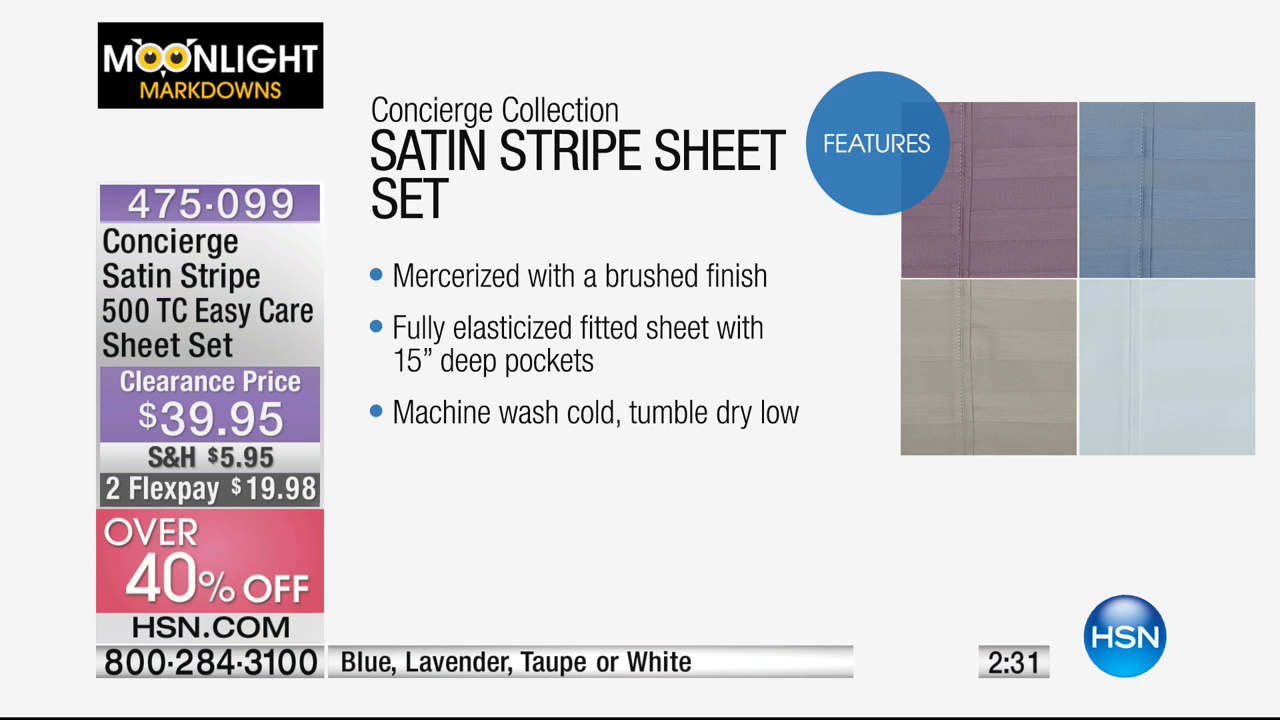 MOONLIGHT
MARKDOWNS
Concierge Collection
SATIN STRIPE SHEET
SET
FEATURES
• Mercerized with a brushed finish
• Fully elasticized fitted sheet with
15” deep pockets
• Machine wash cold, tumble dry low
475·099
Concierge
Satin Stripe
500 TC Easy Care
Sheet Set
Clearance Price
$39.95
S&H $5.95
2 Flexpay $19.98
OVER
40% OFF
HSN.COM
800·284·3100
Blue, Lavender, Taupe or White
2:31
HSN